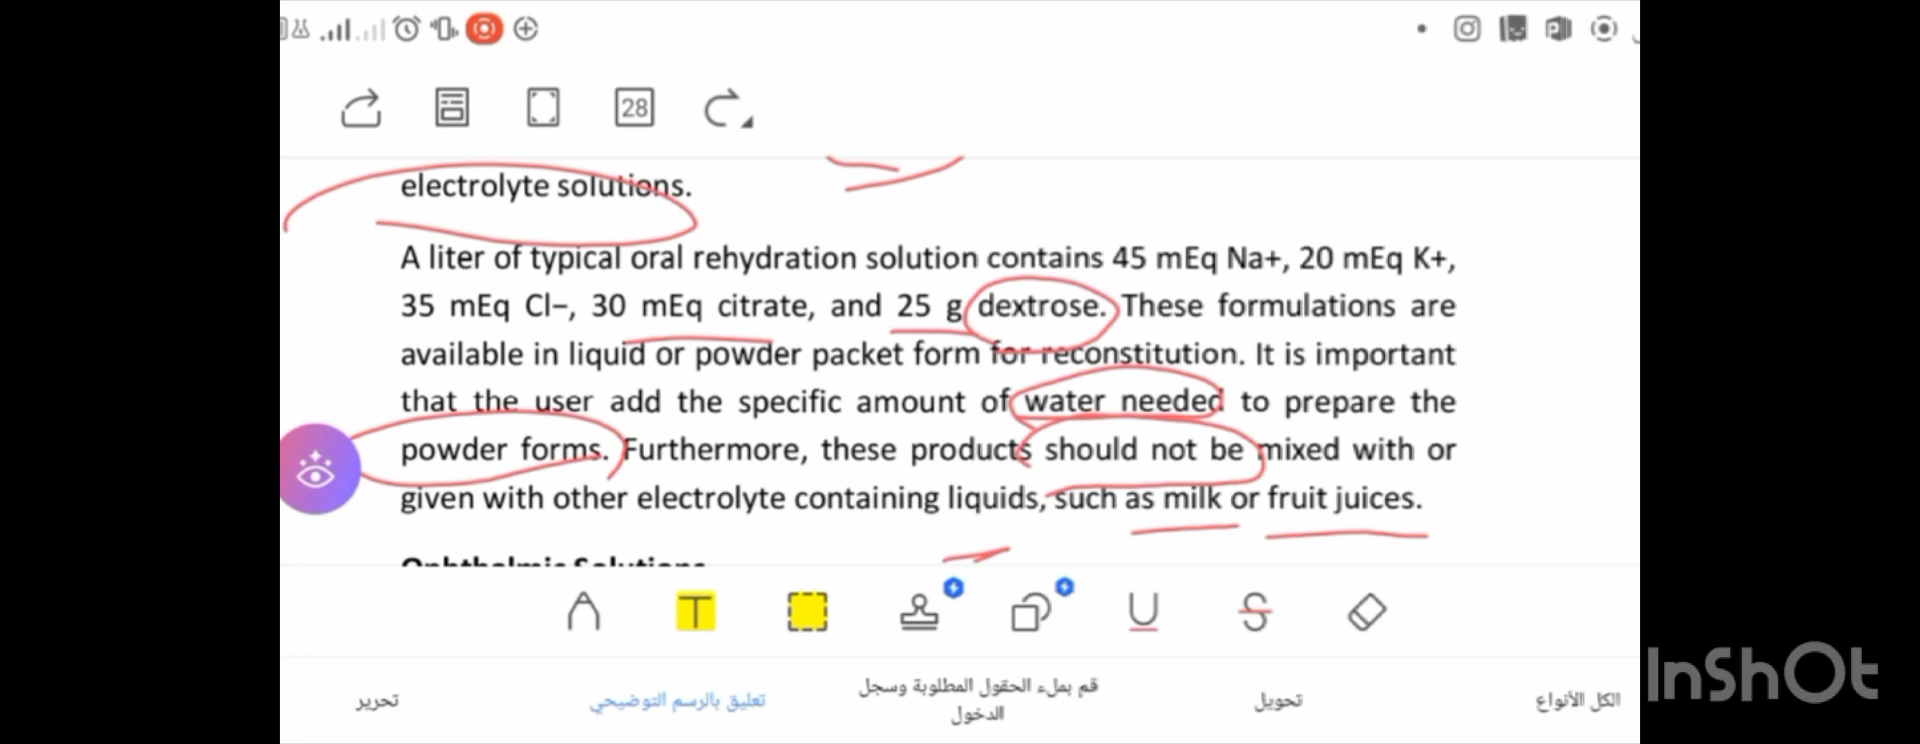 28
electrolyte solutions.
A liter of typical oral rehydration solution contains 45 mEq Na+, 20 mEq K+,
35 mEq Cl−, 30 mEq citrate, and 25 g dextrose. These formulations are
available in liquid or powder packet form for reconstitution. It is important
that the user add the specific amount of water needed to prepare the
powder forms. Furthermore, these products should not be mixed with or
given with other electrolyte containing liquids, such as milk or fruit juices.
Ophthalmic Solutions
الكل الأنواع
تحويل
قم بملء الحقول المطلوبة وسجل
الدخول
تعليق بالرسم التوضيحي
تحرير
InShOt